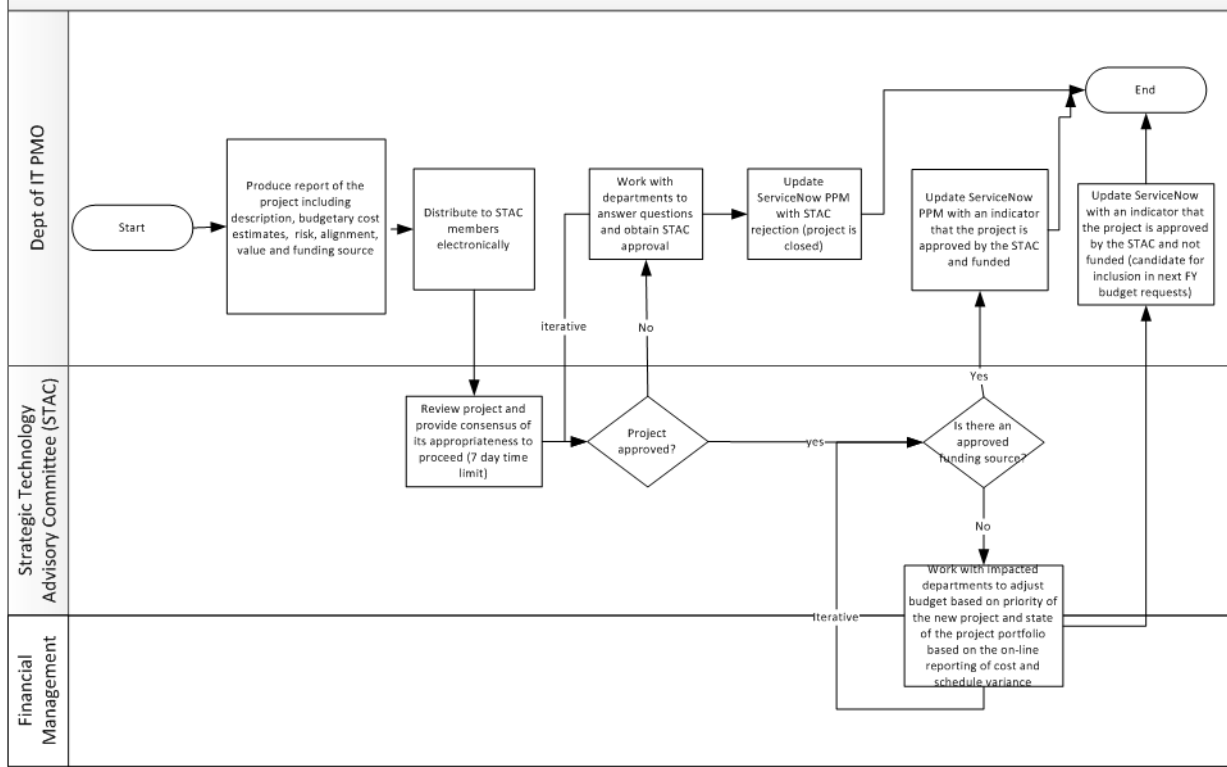 Dept of IT PMO
Start
Produce report of the
project including
description, budgetary cost
estimates, risk, alignment,
value and funding source
Distribute to STAC
members
electronically
Work with
departments to
answer questions
and obtain STAC
approval
Update
ServiceNow PPM
with STAC
rejection (project is
closed)
Update ServiceNow
PPM with an indicator
that the project is
approved by the STAC
and funded
End
Update ServiceNow
with an indicator that
the project is approved
by the STAC and not
funded (candidate for
inclusion in next FY
budget requests)
iterative
No
Yes
Strategic Technology
Advisory Committee (STAC)
Review project and
provide consensus of
its appropriateness to
proceed (7 day time
limit)
Project
approved?
yes
Is there an
approved
funding source?
No
Work with impacted
departments to adjust
budget based on priority of
the new project and state
of the project portfolio
based on the on-line
reporting of cost and
schedule variance
Iterative
Financial
Management